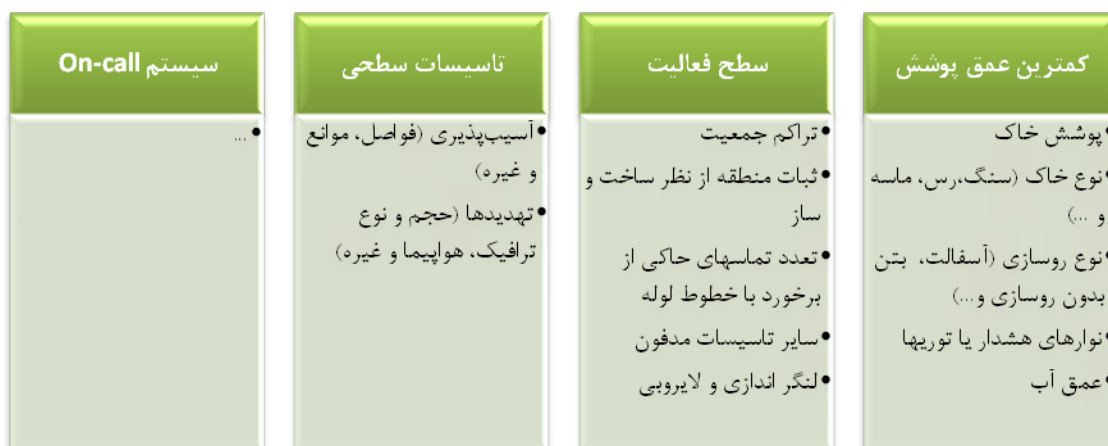 کمترین عمق پوشش
•پوشش خاک
•نوع خاک (سنگ،رس، ماسه
و ...)
•نوع روسازی (آسفالت، بتن
بدون روسازی و...)
•نوارهای هشدار یا توریها
•عمق آب
سطح فعالیت
•تراکم جمعیت
•ثبات منطقه از نظر ساخت و
ساز
•تعدد تماسهای حاکی از
برخورد با خطوط لوله
•سایر تاسیسات مدفون
•لنگر اندازی و لایروبی
تاسیسات سطحی
•آسیب‌پذیری (فواصل، موانع
و غیره)
•تهدیدها (حجم و نوع
ترافیک، هواپیما و غیره)
سیستم On-call
•...